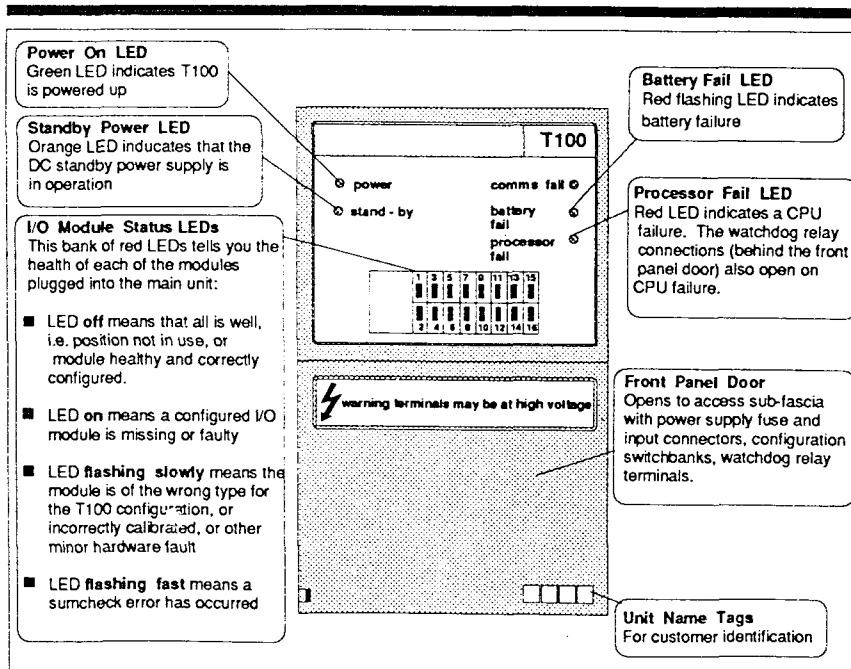 Power On LED
Green LED indicates T100
is powered up
Standby Power LED
Orange LED inducates that the
DC standby power supply is
in operation
I/O Module Status LEDs
This bank of red LEDs tells you the
health of each of the modules
plugged into the main unit:
■ LED off means that all is well,
i.e. position not in use, or
module healthy and correctly
configured.
■ LED on means a configured I/O
module is missing or faulty
■ LED flashing slowly means the
module is of the wrong type for
the T100 configuration, or
incorrectly calibrated, or other
minor hardware fault
■ LED flashing fast means a
sumcheck error has occurred
T100
power
stand - by
comms fail
battery
fail
processor
fail
1 3 5 7 9 11 13 15
2 4 6 8 10 12 14 16
warning terminals may be at high voltage
Battery Fail LED
Red flashing LED indicates
battery failure
Processor Fail LED
Red LED indicates a CPU
failure. The watchdog relay
connections (behind the front
panel door) also open on
CPU failure.
Front Panel Door
Opens to access sub-fascia
with power supply fuse and
input connectors, configuration
switchbanks, watchdog relay
terminals.
Unit Name Tags
For customer identification